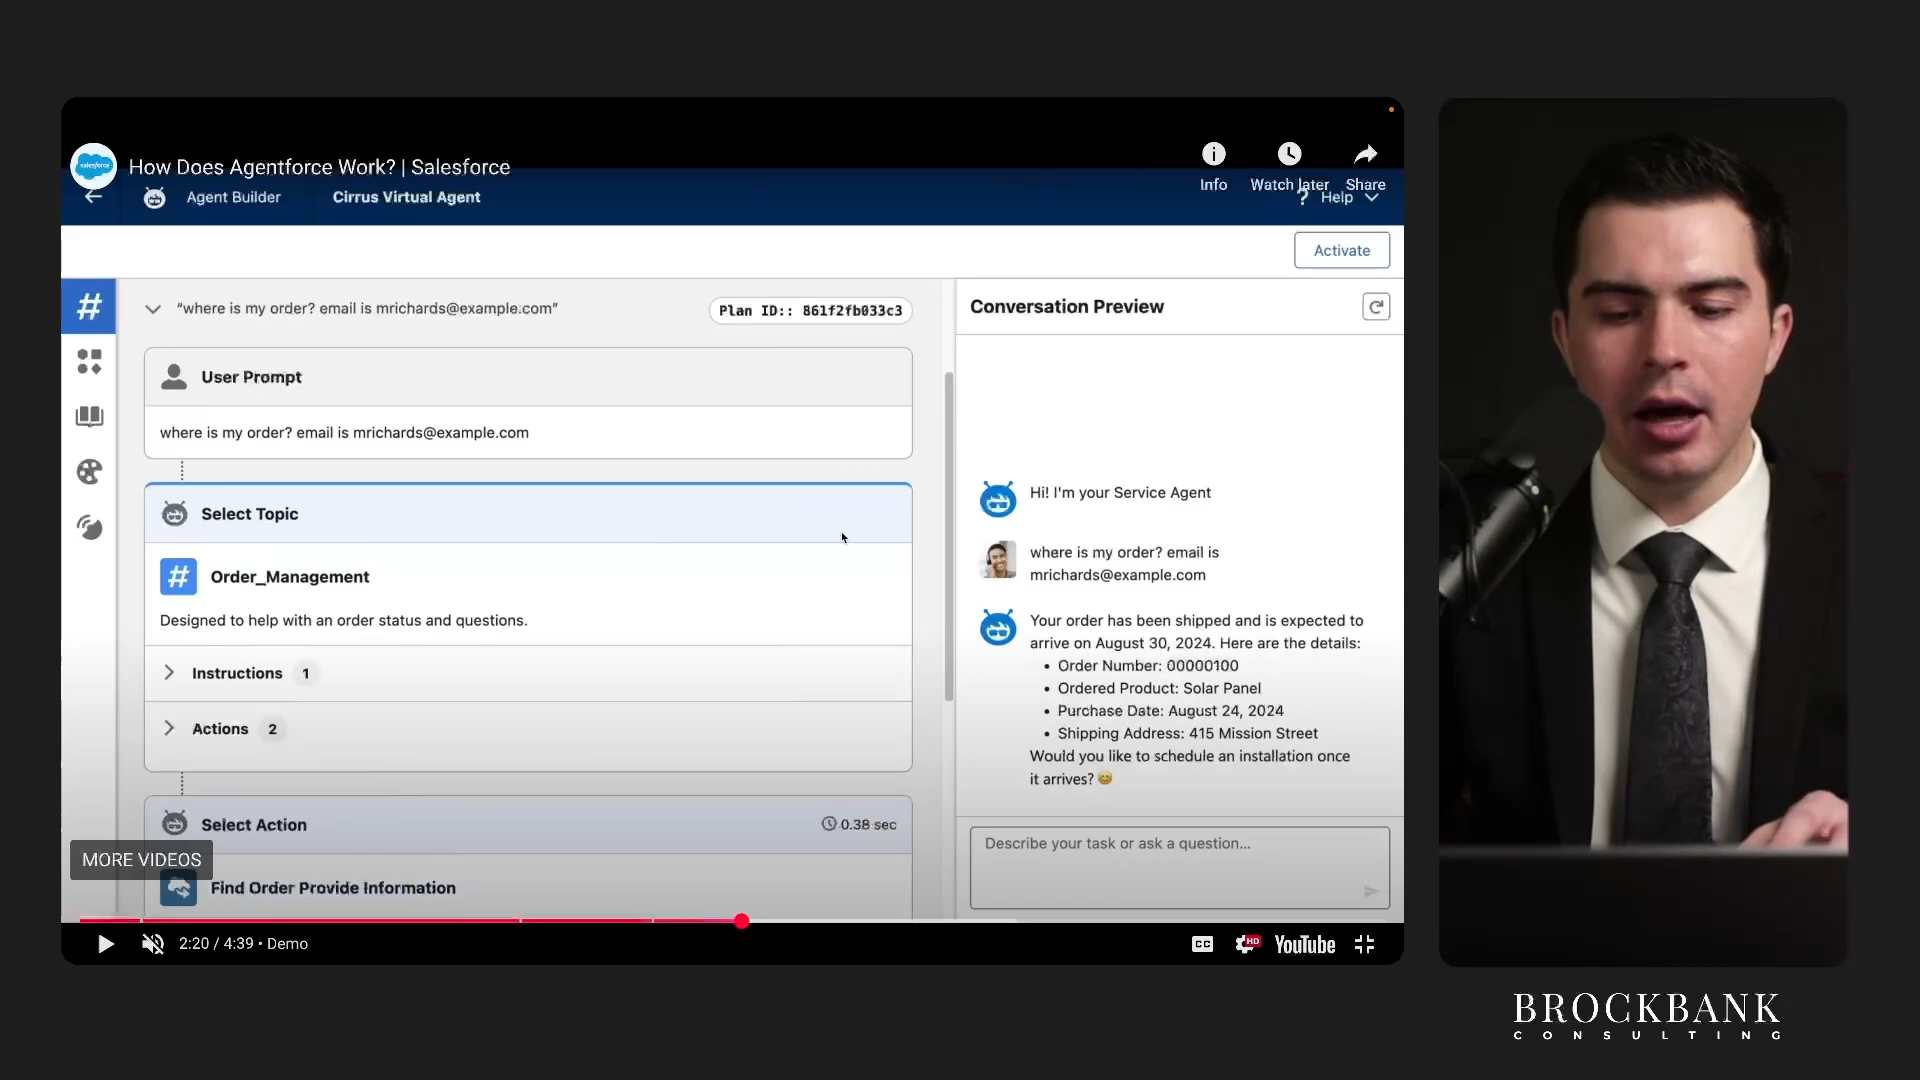 salesforce
How Does Agentforce Work? | Salesforce
Info
Watch later
Share
Agent Builder
Cirrus Virtual Agent
? Help
Activate
#
“where is my order? email is mrichards@example.com”
Plan ID:: 861f2fb033c3
User Prompt
where is my order? email is mrichards@example.com
Select Topic
# Order_Management
Designed to help with an order status and questions.
Instructions 1
Actions 2
Select Action
0.38 sec
Find Order Provide Information
MORE VIDEOS
Conversation Preview
Hi! I'm your Service Agent
where is my order? email is
mrichards@example.com
Your order has been shipped and is expected to
arrive on August 30, 2024. Here are the details:
• Order Number: 00000100
• Ordered Product: Solar Panel
• Purchase Date: August 24, 2024
• Shipping Address: 415 Mission Street
Would you like to schedule an installation once
it arrives? 😊
Describe your task or ask a question...
2:20 / 4:39 • Demo
CC
HD
YouTube
BROCKBANK
CONSULTING